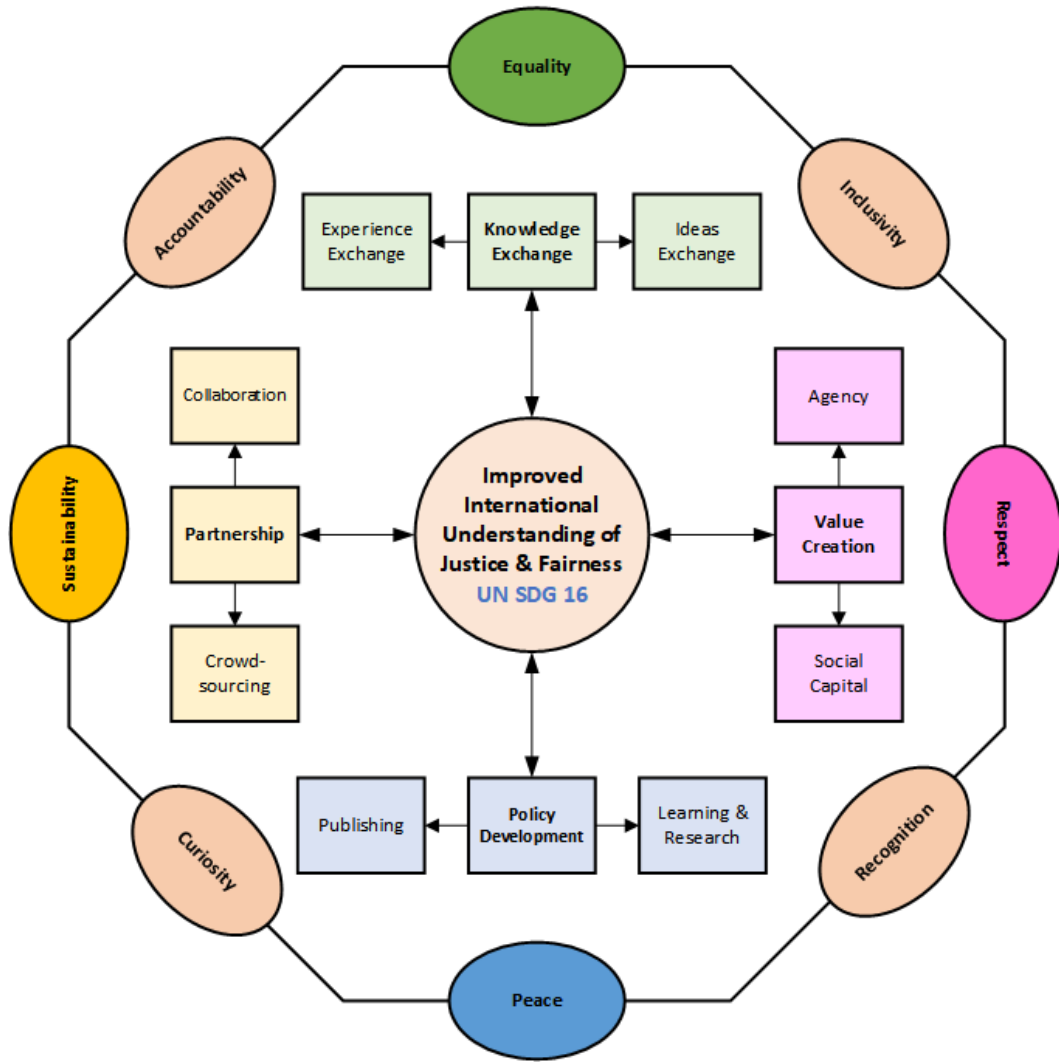 Equality
Accountability
Inclusivity
Experience
Exchange
Knowledge
Exchange
Ideas
Exchange
Collaboration
Agency
Sustainability
Partnership
Improved
International
Understanding of
Justice & Fairness
UN SDG 16
Value
Creation
Respect
Crowd-
sourcing
Social
Capital
Publishing
Policy
Development
Learning &
Research
Curiosity
Recognition
Peace